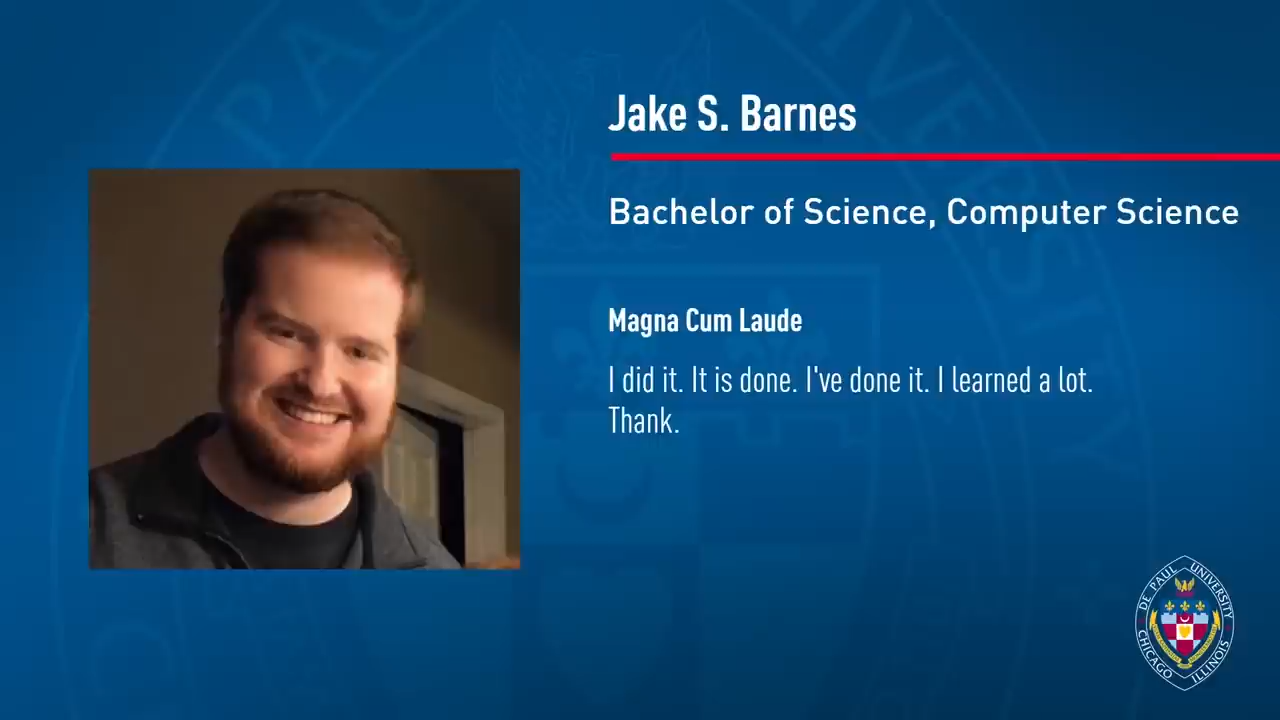 Jake S. Barnes
Bachelor of Science, Computer Science
Magna Cum Laude
I did it. It is done. I've done it. I learned a lot.
Thank.
DE PAUL UNIVERSITY
CHICAGO ILLINOIS